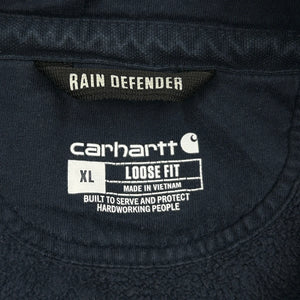 RAIN DEFENDER
carhartt
XL LOOSE FIT
MADE IN VIETNAM
BUILT TO SERVE AND PROTECT
HARDWORKING PEOPLE